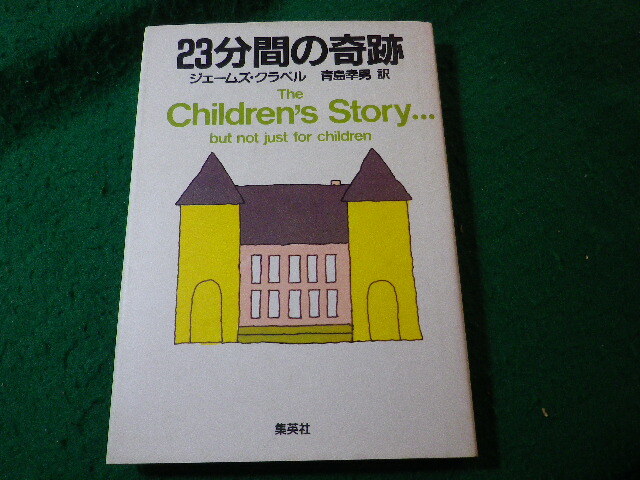 23分間の奇跡
ジェームズ・クラベル 青島幸男 訳
The
Children's Story...
but not just for children
集英社